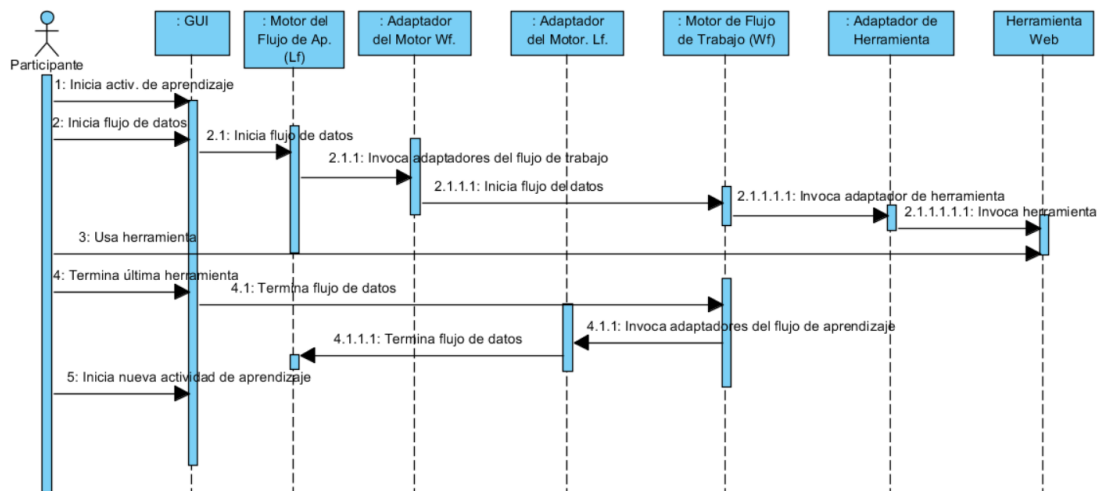 Participante
: GUI
: Motor del
Flujo de Ap.
(Lf)
: Adaptador
del Motor Wf.
: Adaptador
del Motor. Lf.
: Motor de Flujo
de Trabajo (Wf)
: Adaptador de
Herramienta
Herramienta
Web
1: Inicia activ. de aprendizaje
2: Inicia flujo de datos
2.1: Inicia flujo de datos
2.1.1: Invoca adaptadores del flujo de trabajo
2.1.1.1: Inicia flujo de datos
2.1.1.1.1: Invoca adaptador de herramienta
2.1.1.1.1.1: Invoca herramienta
3: Usa herramienta
4: Termina última herramienta
4.1: Termina flujo de datos
4.1.1: Invoca adaptadores del flujo de aprendizaje
4.1.1.1: Termina flujo de datos
5: Inicia nueva actividad de aprendizaje